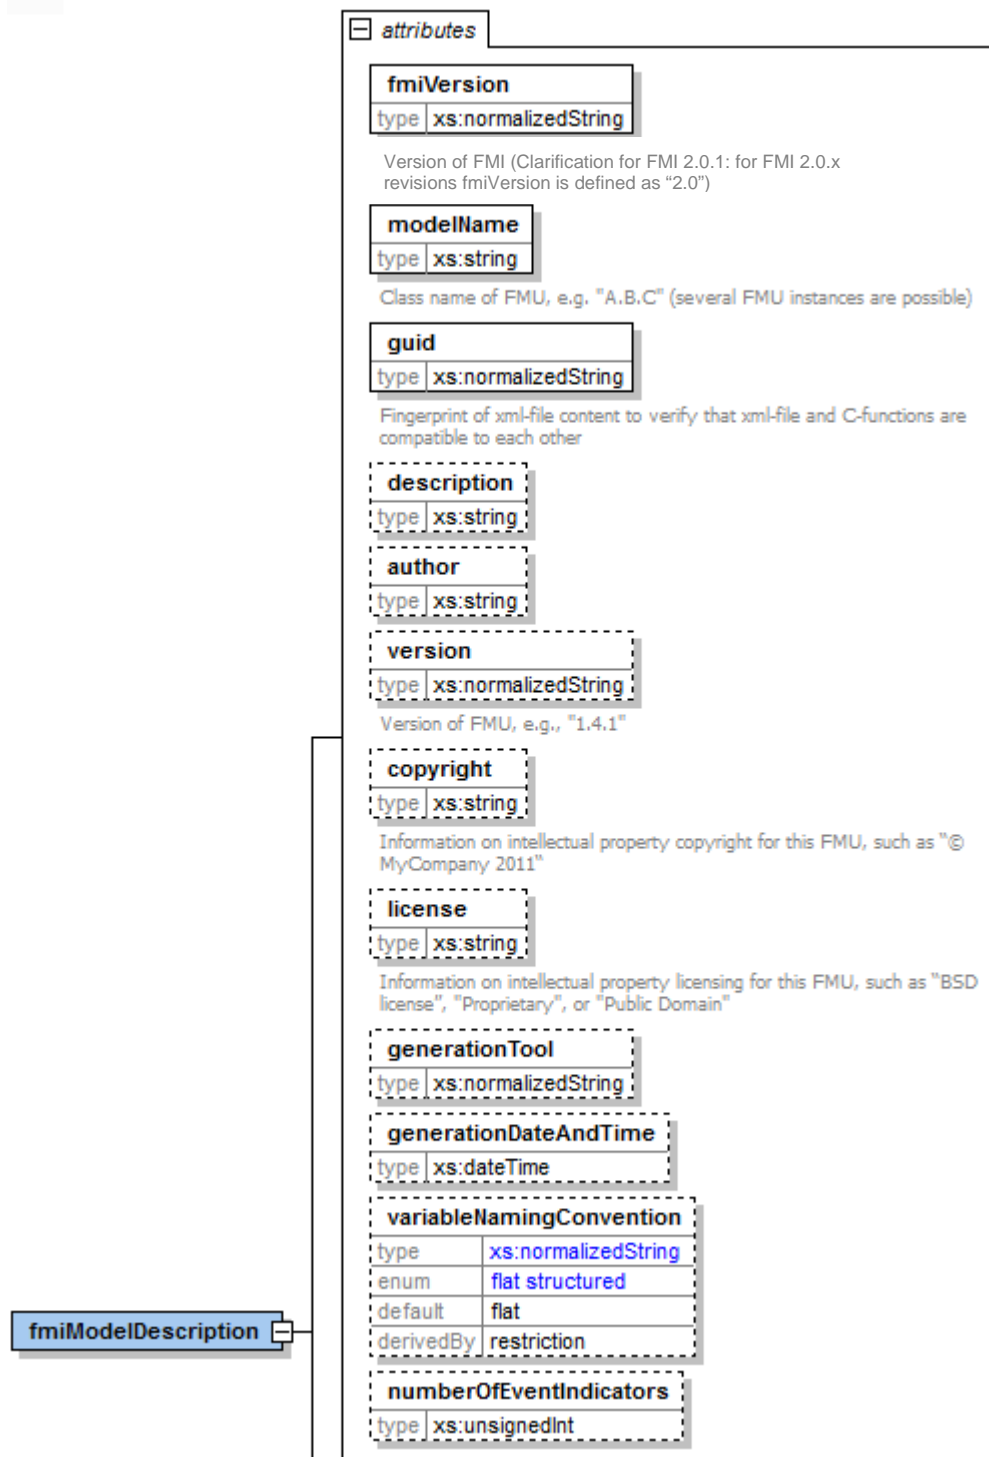 attributes
fmiVersion
type xs:normalizedString
Version of FMI (Clarification for FMI 2.0.1: for FMI 2.0.x
revisions fmiVersion is defined as “2.0”)
modelName
type xs:string
Class name of FMU, e.g. "A.B.C" (several FMU instances are possible)
guid
type xs:normalizedString
Fingerprint of xml-file content to verify that xml-file and C-functions are
compatible to each other
description
type xs:string
author
type xs:string
version
type xs:normalizedString
Version of FMU, e.g., "1.4.1"
copyright
type xs:string
Information on intellectual property copyright for this FMU, such as “©
MyCompany 2011“
license
type xs:string
Information on intellectual property licensing for this FMU, such as “BSD
license”, "Proprietary", or "Public Domain"
generationTool
type xs:normalizedString
generationDateAndTime
type xs:dateTime
variableNamingConvention
type xs:normalizedString
enum flat structured
default flat
derivedBy restriction
fmiModelDescription
numberOfEventIndicators
type xs:unsignedInt